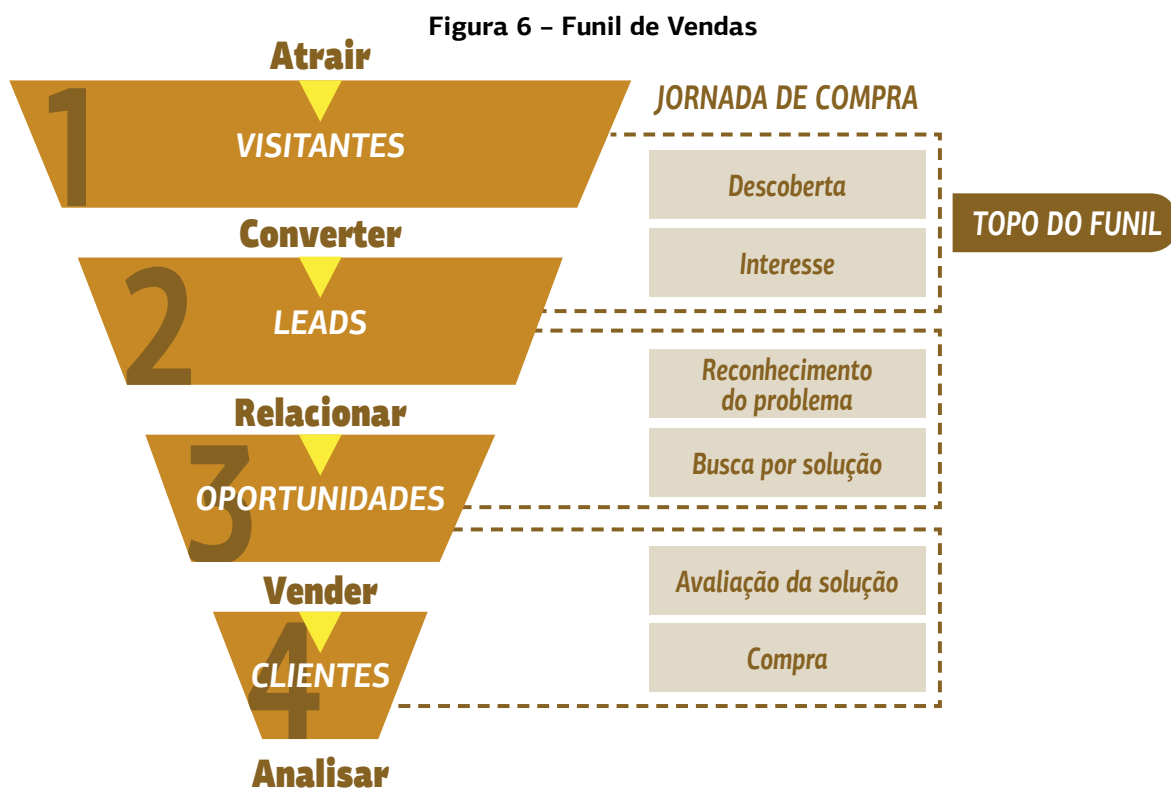 Figura 6 – Funil de Vendas
Atrair
1
VISITANTES
Converter
2
LEADS
Relacionar
3
OPORTUNIDADES
Vender
4
CLIENTES
Analisar
JORNADA DE COMPRA
Descoberta
Interesse
TOPO DO FUNIL
Reconhecimento
do problema
Busca por solução
Avaliação da solução
Compra